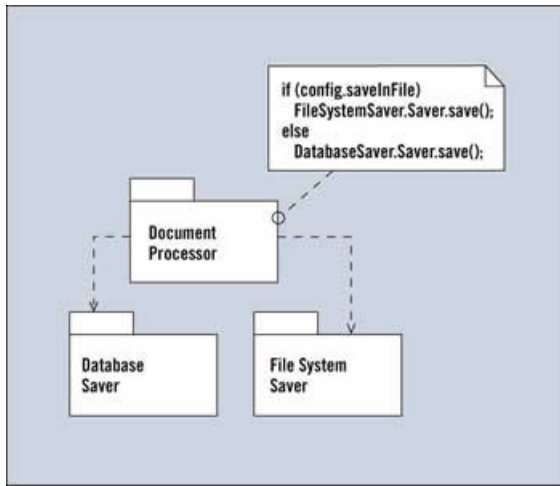 if (config.saveInFile)
FileSystemSaver.Saver.save();
else
DatabaseSaver.Saver.save();
Document
Processor
Database
Saver
File System
Saver